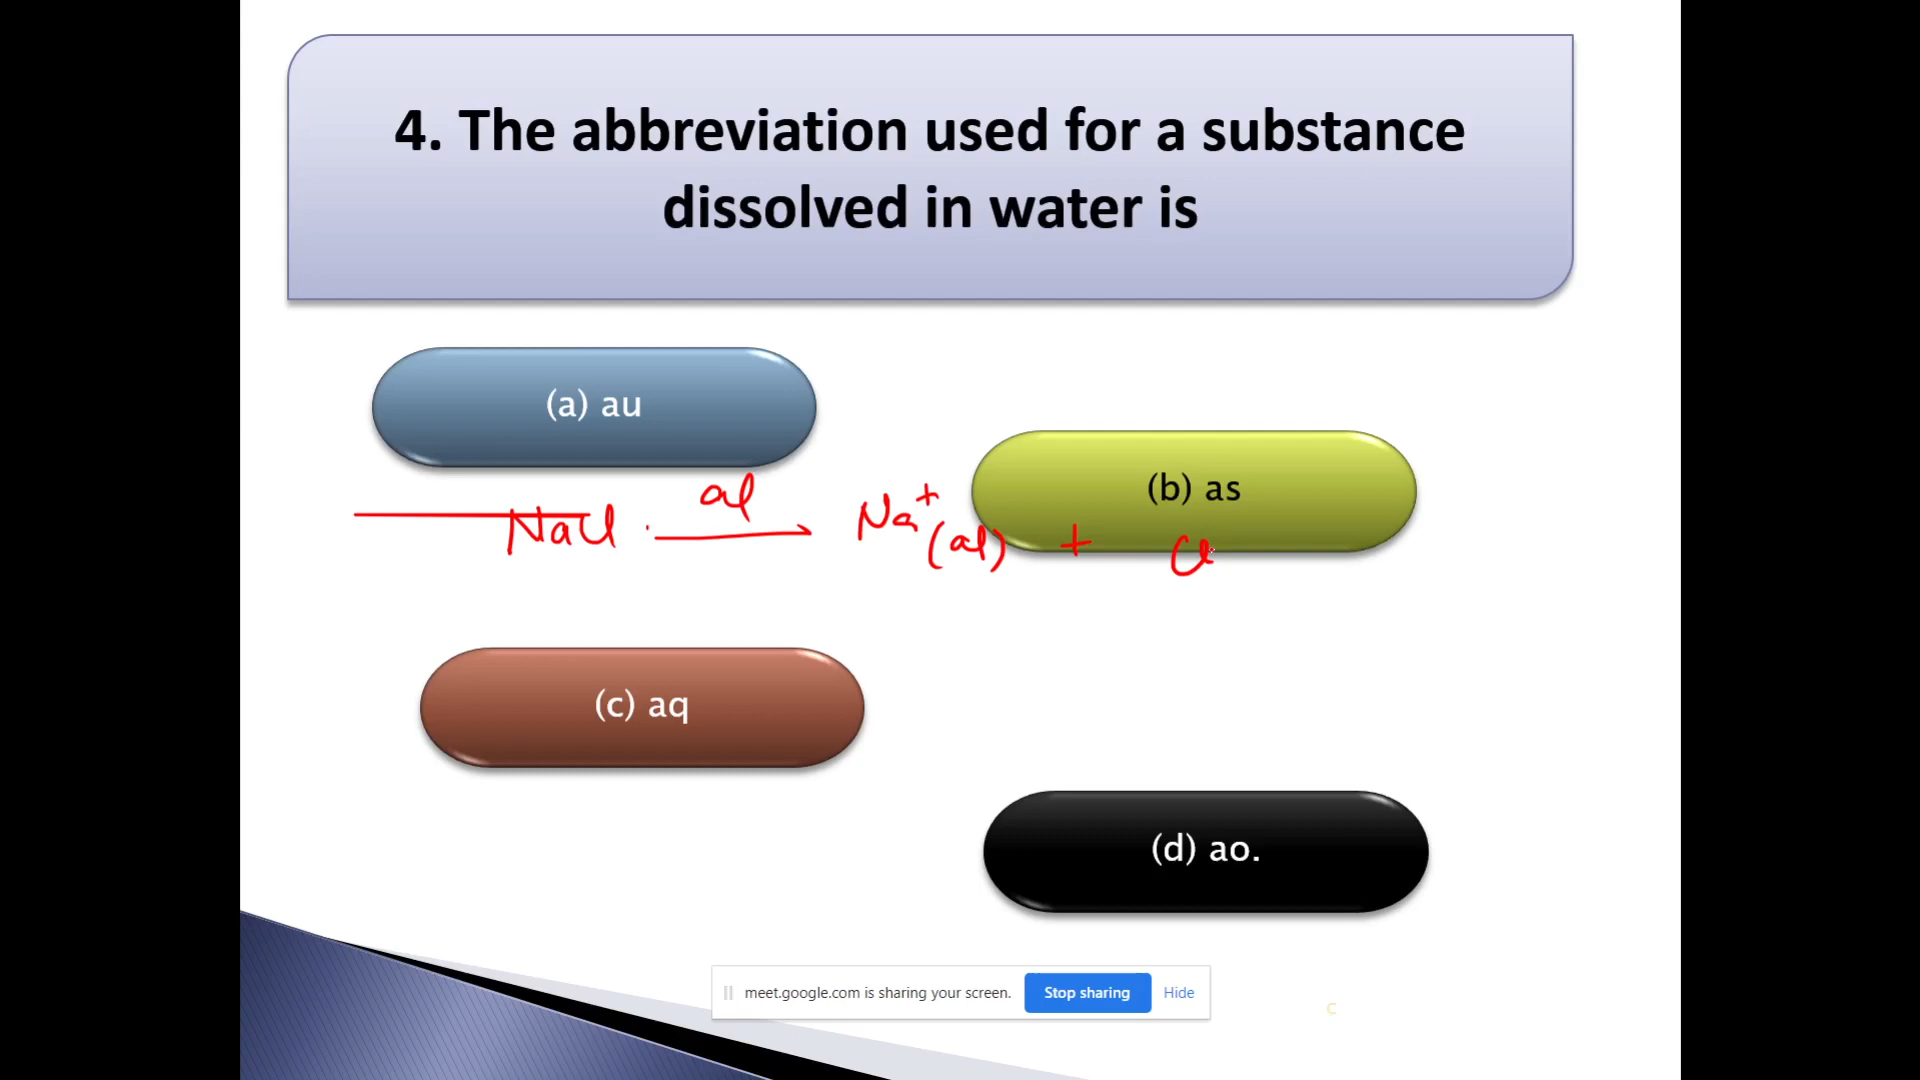 4. The abbreviation used for a substance
dissolved in water is
(a) au
(b) as
aq
NaCl → Na+ (aq) + Cl
(c) aq
(d) ao.
meet.google.com is sharing your screen. Stop sharing Hide
c